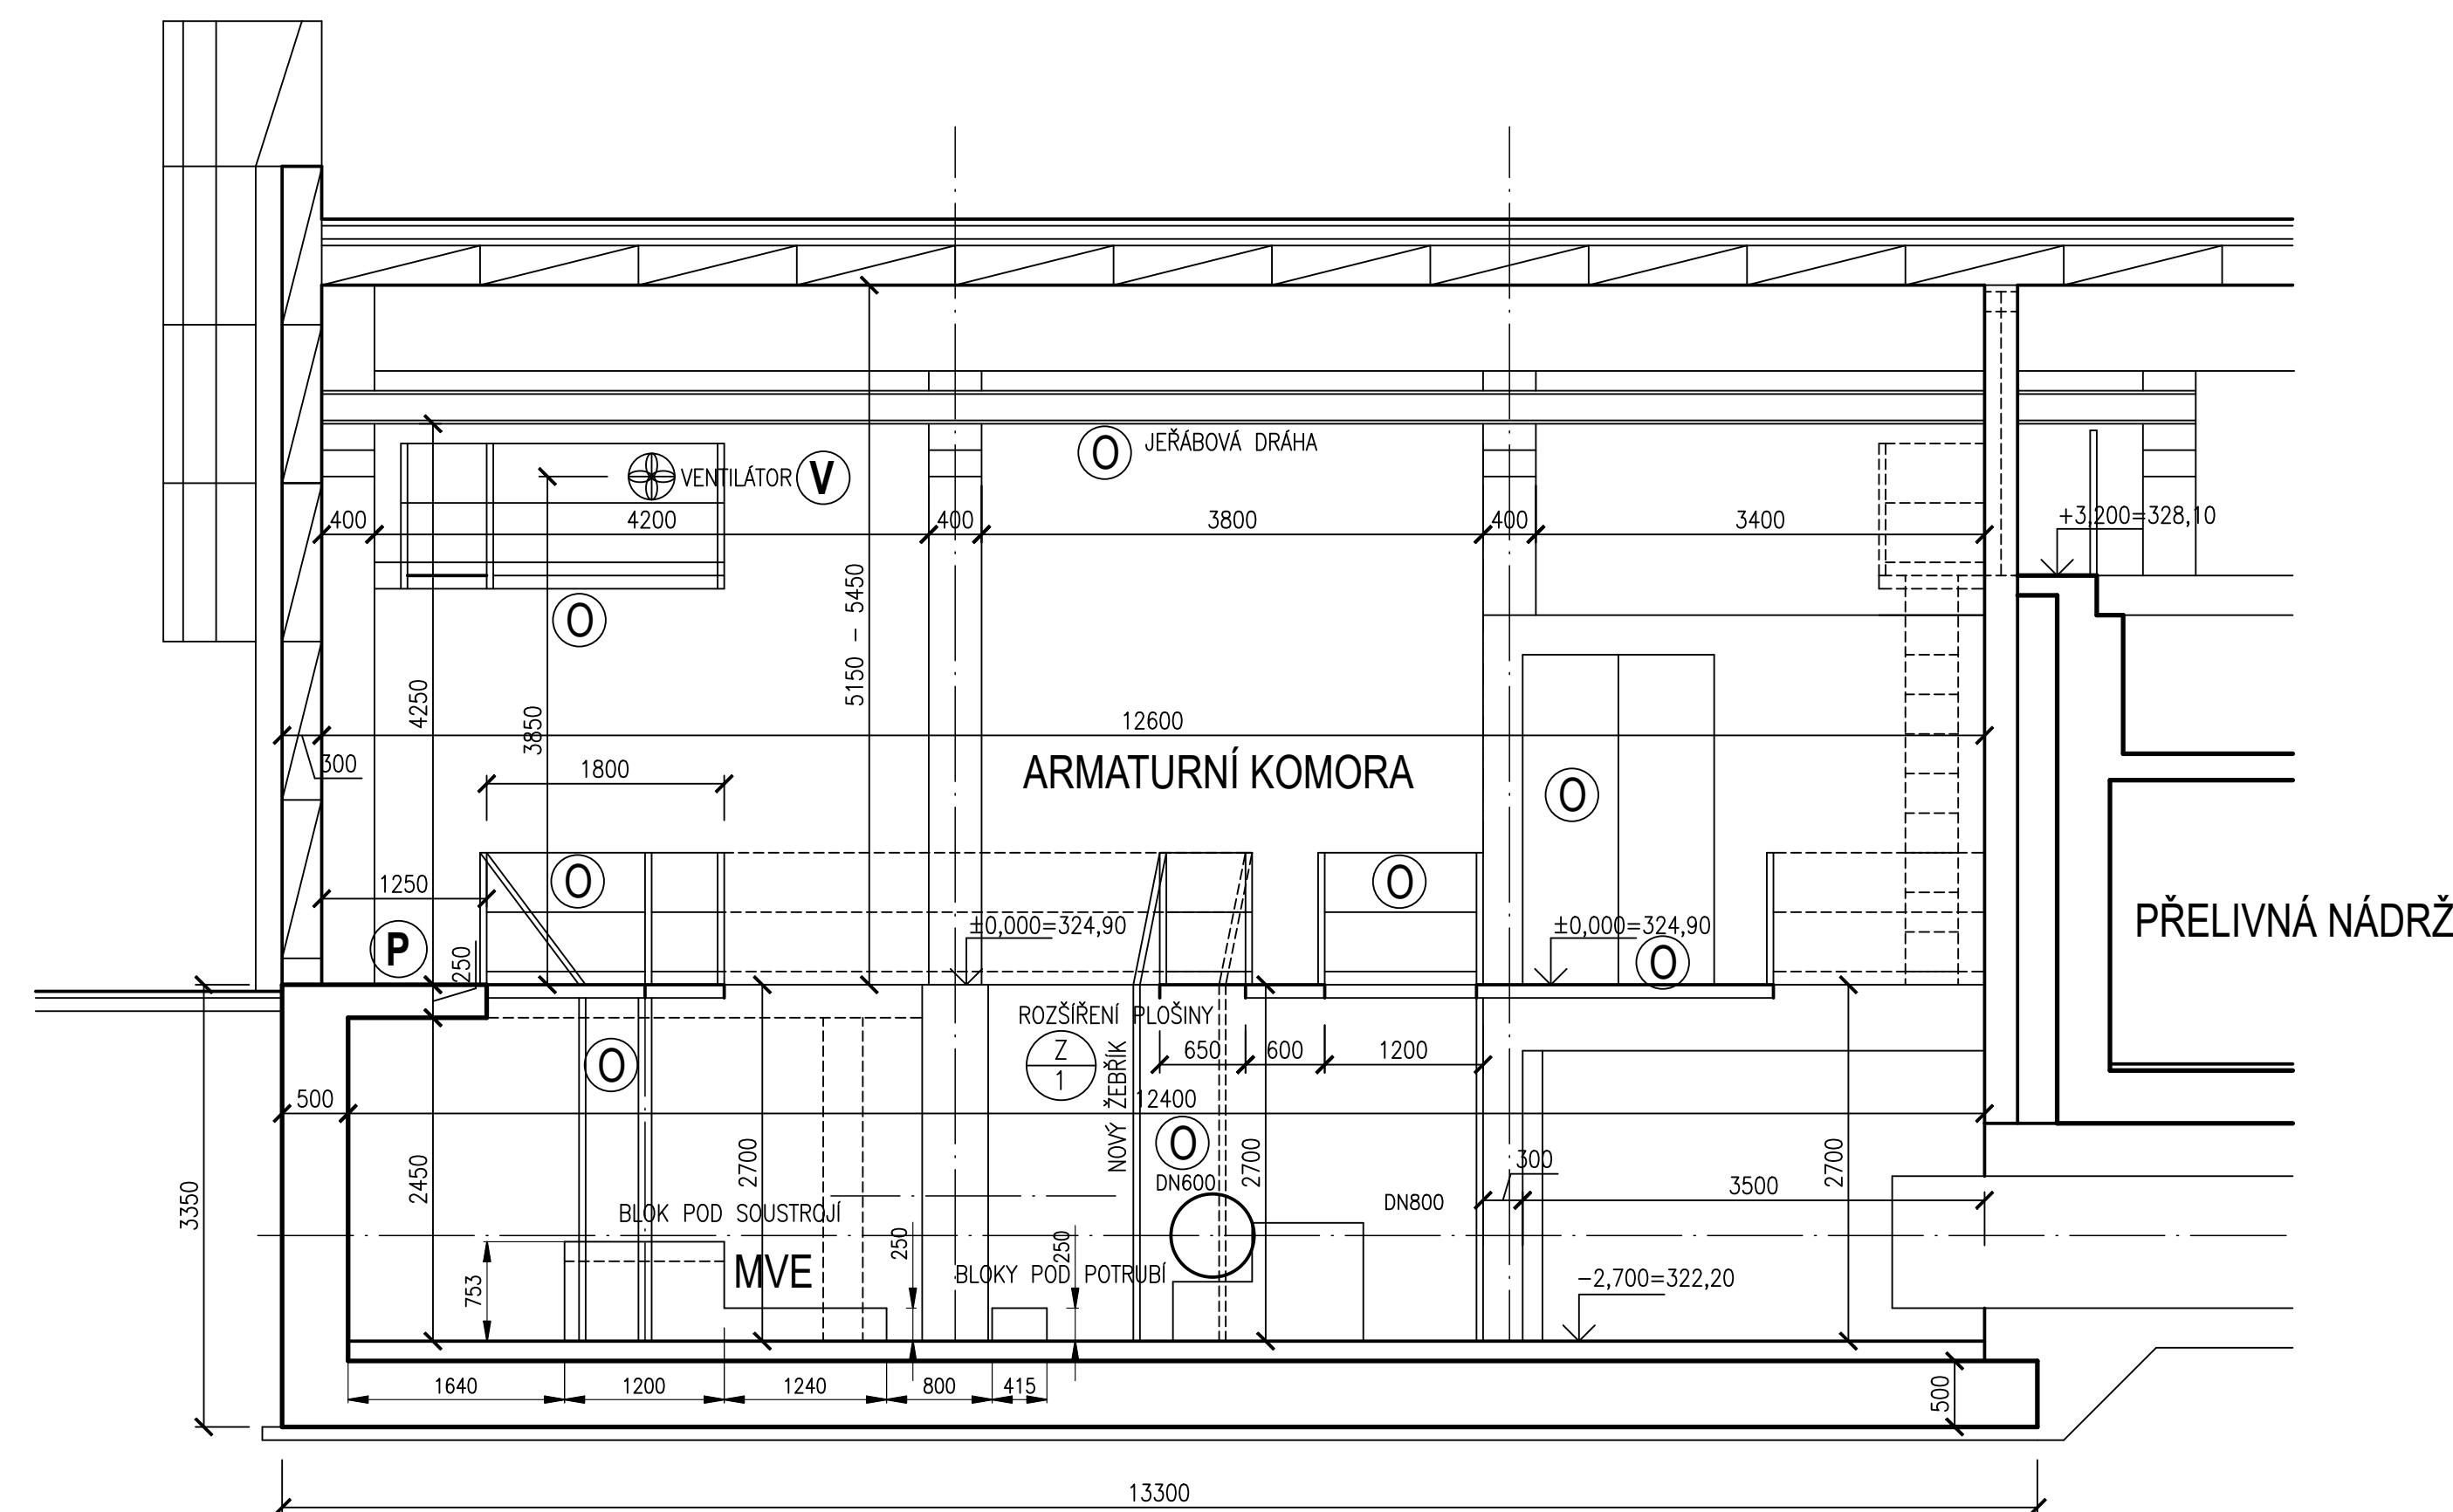 JEŘÁBOVÁ DRÁHA
O
VENTILÁTOR
V
+3,200=328,10
400
4200
400
3800
400
3400
O
5150 - 5450
4250
3850
12600
300
1800
ARMATURNÍ KOMORA
O
1250
O
O
PŘELIVNÁ NÁDRŽ
P
250
±0,000=324,90
±0,000=324,90
O
ROZŠÍŘENÍ PLOŠINY
Z
1
650
600
1200
O
NOVÝ ŽEBŘÍK
500
12400
O
3350
2450
2700
2700
2700
DN600
300
DN800
3500
BLOK POD SOUSTROJÍ
250
250
753
MVE
BLOKY POD POTRUBÍ
-2,700=322,20
1640
1200
1240
800
415
500
13300